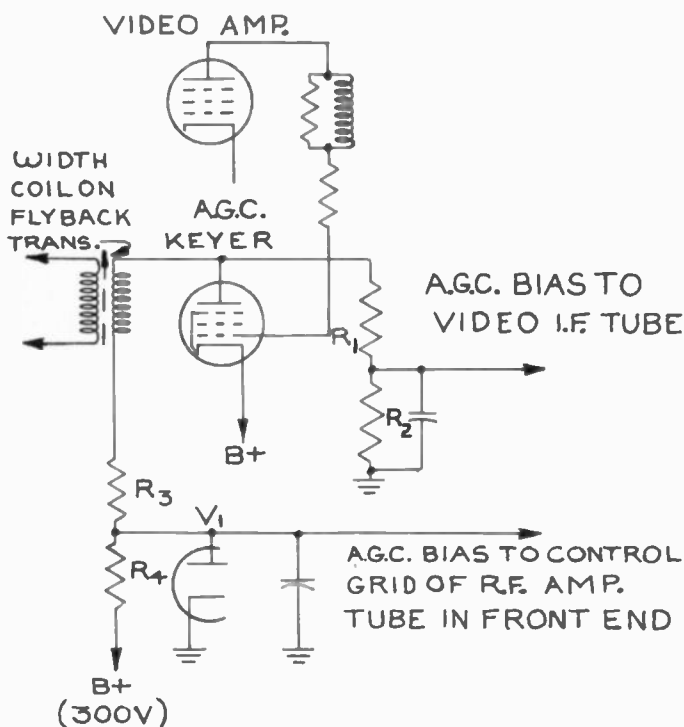 VIDEO AMP.
WIDTH
COIL ON
FLYBACK
TRANS.
A.G.C.
KEYER
A.G.C. BIAS TO
VIDEO I.F. TUBE
R1
R2
B+
R3
V1
R4
A.G.C. BIAS TO CONTROL
GRID OF R.F. AMP.
TUBE IN FRONT END
B+
(300V)